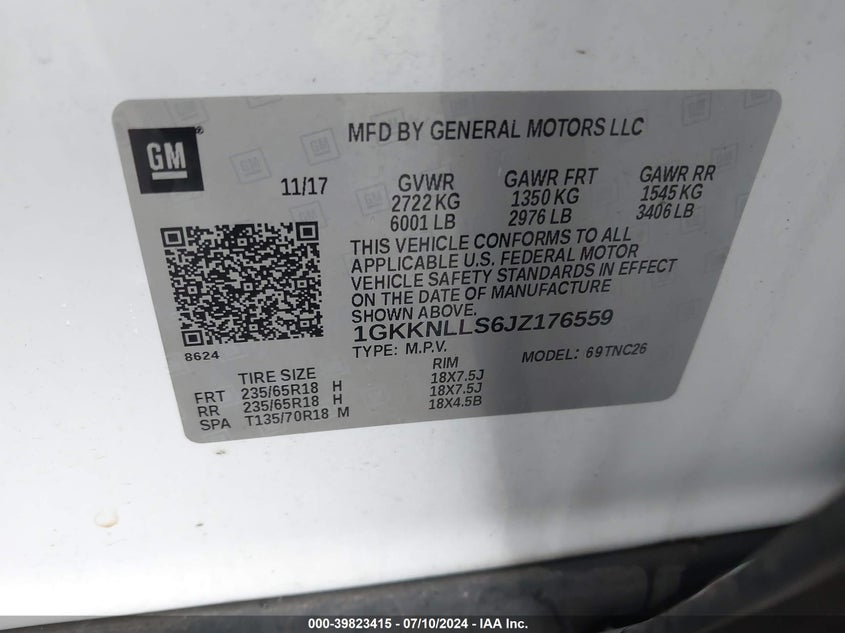 GM
MFD BY GENERAL MOTORS LLC
11/17
GVWR GAWR FRT GAWR RR
2722 KG 1350 KG 1545 KG
6001 LB 2976 LB 3406 LB
THIS VEHICLE CONFORMS TO ALL
APPLICABLE U.S. FEDERAL MOTOR
VEHICLE SAFETY STANDARDS IN EFFECT
ON THE DATE OF MANUFACTURE
SHOWN ABOVE.
1GKKNLLS6JZ176559
8624
TYPE: M.P.V. MODEL: 69TNC26
TIRE SIZE RIM
FRT 235/65R18 H 18X7.5J
RR 235/65R18 H 18X7.5J
SPA T135/70R18 M 18X4.5B
000-39823415 - 07/10/2024 - IAA Inc.